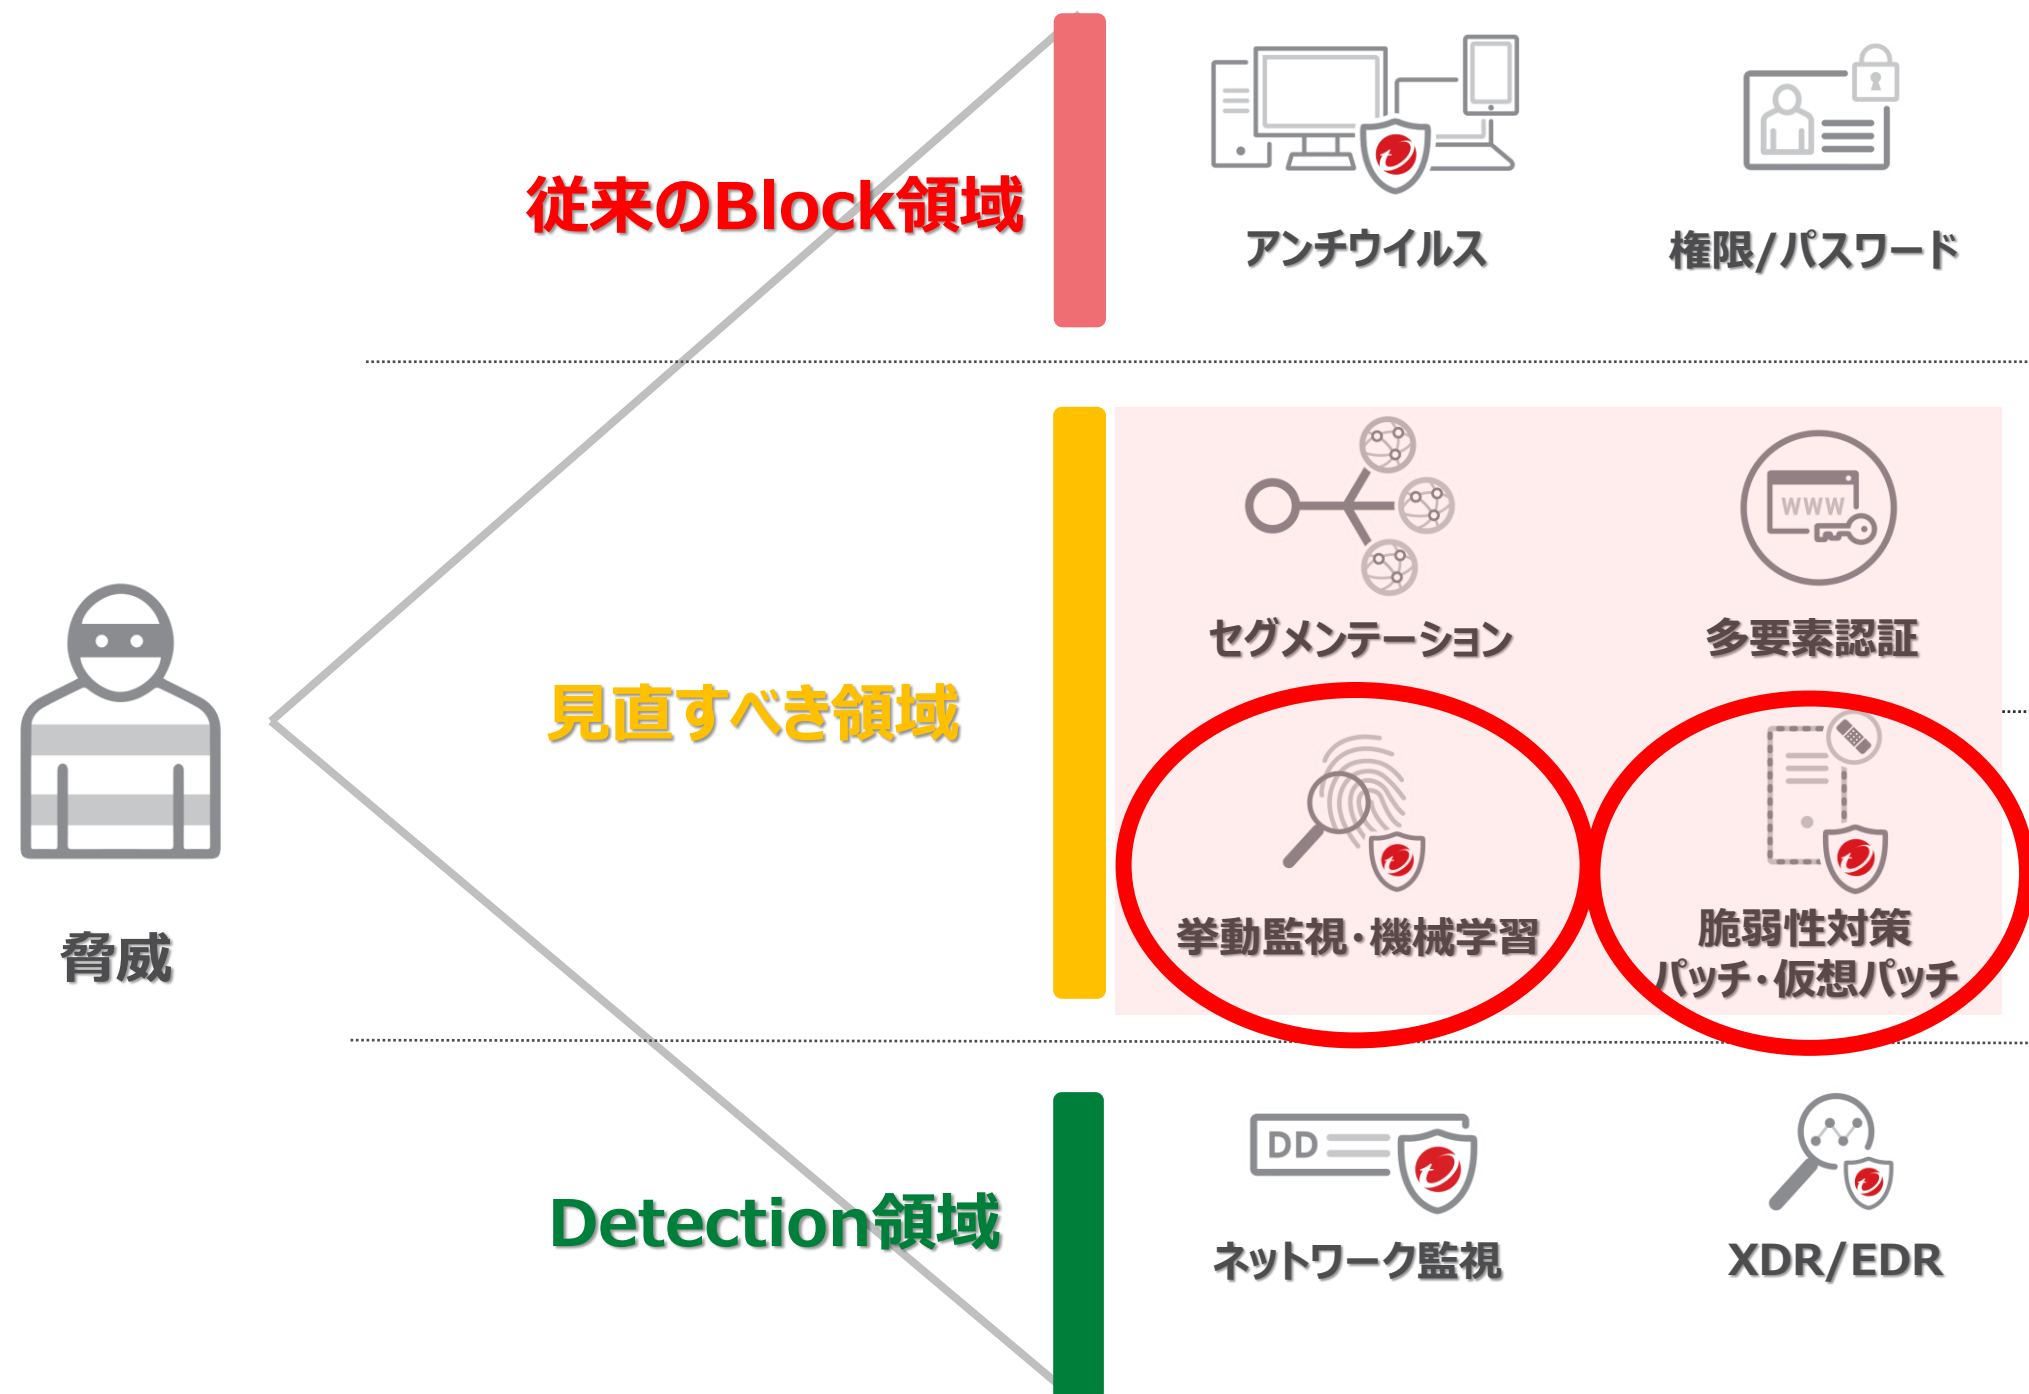 従来のBlock領域
アンチウイルス
権限/パスワード
WWW
セグメンテーション
多要素認証
見直すべき領域
挙動監視・機械学習
脆弱性対策
パッチ・仮想パッチ
脅威
DD
Detection領域
ネットワーク監視
XDR/EDR